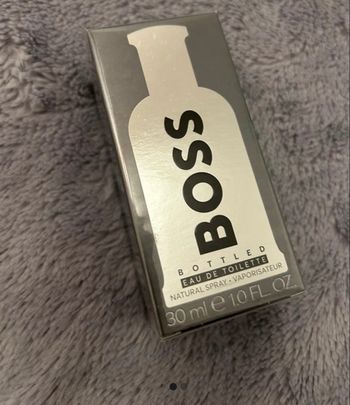 BOSS
BOTTLED
EAU DE TOILETTE
NATURAL SPRAY • VAPORISATEUR
30 ml ℮ 1.0 FL. OZ.